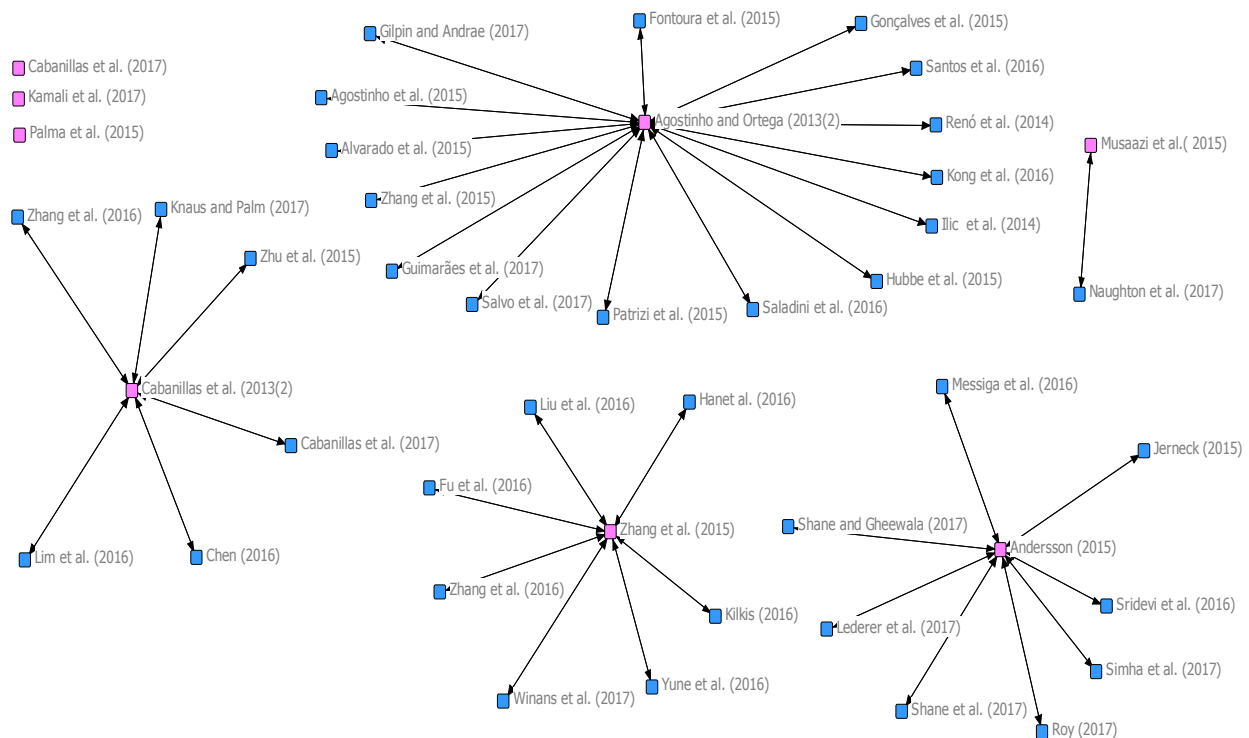 Gilpin and Andrae (2017)
Fontoura et al. (2015)
Gonçalves et al. (2015)
Cabanillas et al. (2017)
Santos et al. (2016)
Kamali et al. (2017)
Agostinho et al. (2015)
Palma et al. (2015)
Agostinho and Ortega (2013(2)
Renó et al. (2014)
Musaazi et al.( 2015)
Alvarado et al. (2015)
Kong et al. (2016)
Zhang et al. (2015)
Zhang et al. (2016)
Knaus and Palm (2017)
Ilic et al. (2014)
Zhu et al. (2015)
Guimarães et al. (2017)
Hubbe et al. (2015)
Naughton et al. (2017)
Salvo et al. (2017)
Patrizi et al. (2015)
Saladini et al. (2016)
Cabanillas et al. (2013(2)
Messiga et al. (2016)
Liu et al. (2016)
Hanet al. (2016)
Cabanillas et al. (2017)
Jerneck (2015)
Fu et al. (2016)
Zhang et al. (2015)
Shane and Gheewala (2017)
Andersson (2015)
Lim et al. (2016)
Chen (2016)
Zhang et al. (2016)
Kilkis (2016)
Sridevi et al. (2016)
Lederer et al. (2017)
Simha et al. (2017)
Winans et al. (2017)
Yune et al. (2016)
Shane et al. (2017)
Roy (2017)